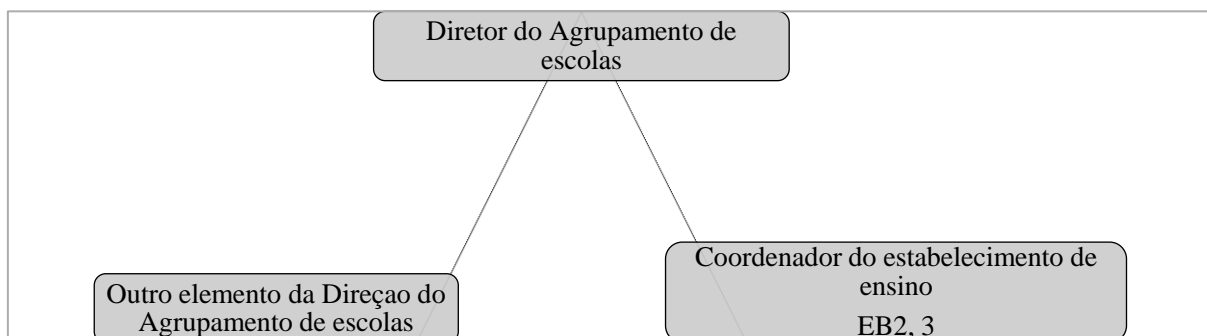 Diretor do Agrupamento de
escolas
Coordenador do estabelecimento de
ensino
EB2, 3
Outro elemento da Direçao do
Agrupamento de escolas